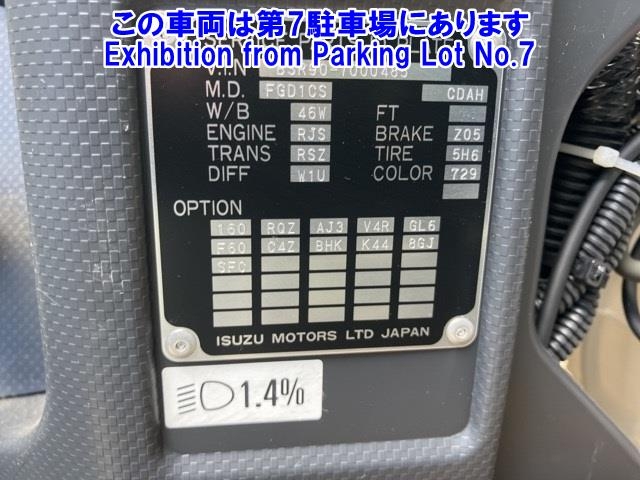 この車両は第7駐車場にあります
Exhibition from Parking Lot No.7
V.I.N
M.D. FGD1CS CDAH
W/B 46W FT
ENGINE RJS BRAKE Z05
TRANS RSZ TIRE 5H6
DIFF W1U COLOR 729
OPTION
160 RQZ AJ3 V4R GL6
F60 C4Z BHK K44 8GJ
SFC
ISUZU MOTORS LTD JAPAN
1.4%